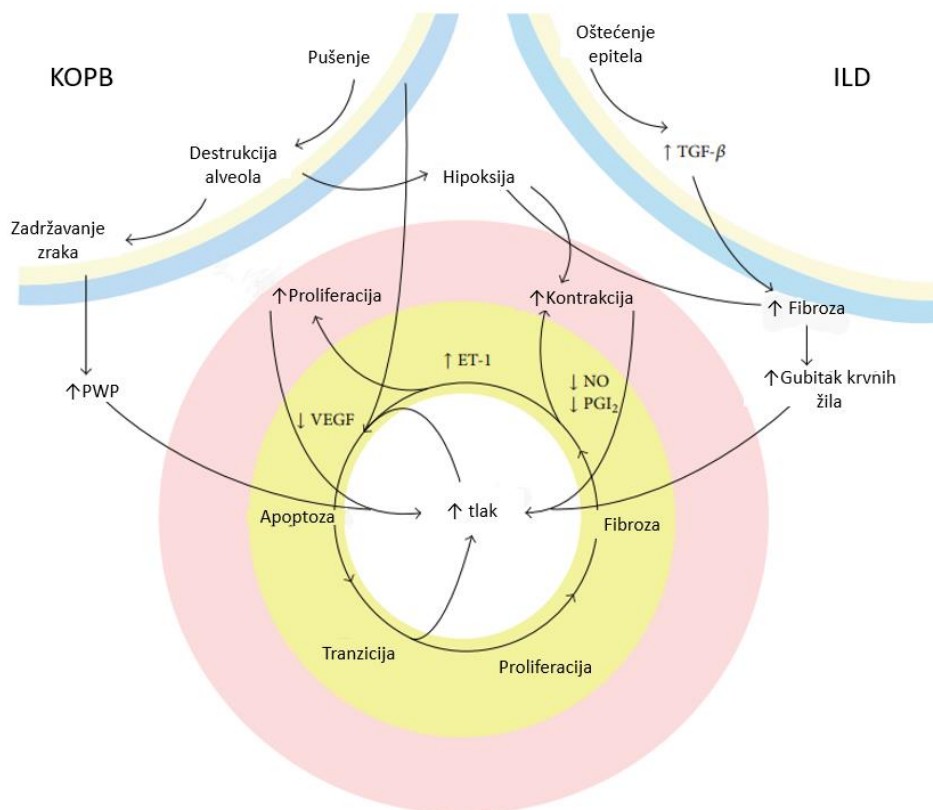 KOPB
Pušenje
Oštećenje
epitela
ILD
Destrukcija
alveola
Hipoksija
↑ TGF-β
Zadržavanje
zraka
↑Proliferacija
↑Kontrakcija
↑ Fibroza
↑PWP
↑ ET-1
↓ NO
↓ PGI₂
↑Gubitak krvnih
žila
↓ VEGF
Apoptoza
↑ tlak
Fibroza
Tranzicija
Proliferacija